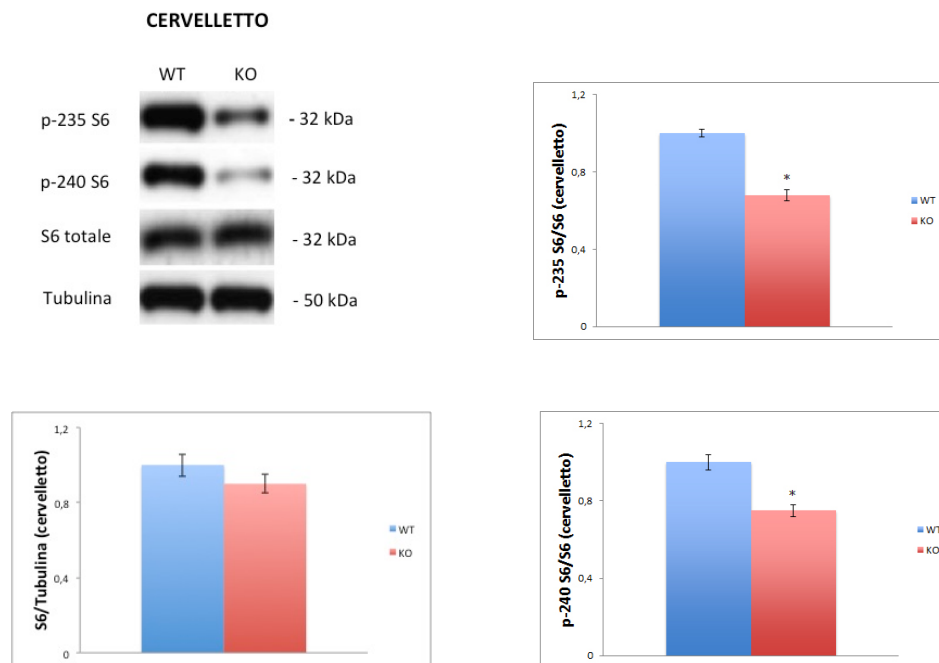 CERVELLETTO
WT KO
p-235 S6 - 32 kDa
p-240 S6 - 32 kDa
S6 totale - 32 kDa
Tubulina - 50 kDa
p-235 S6/S6 (cervelletto)
1,2
0,8
0,4
0
*
WT
KO
S6/Tubulina (cervelletto)
1,2
0,8
0,4
0
WT
KO
p-240 S6/S6 (cervelletto)
1,2
0,8
0,4
0
*
WT
KO